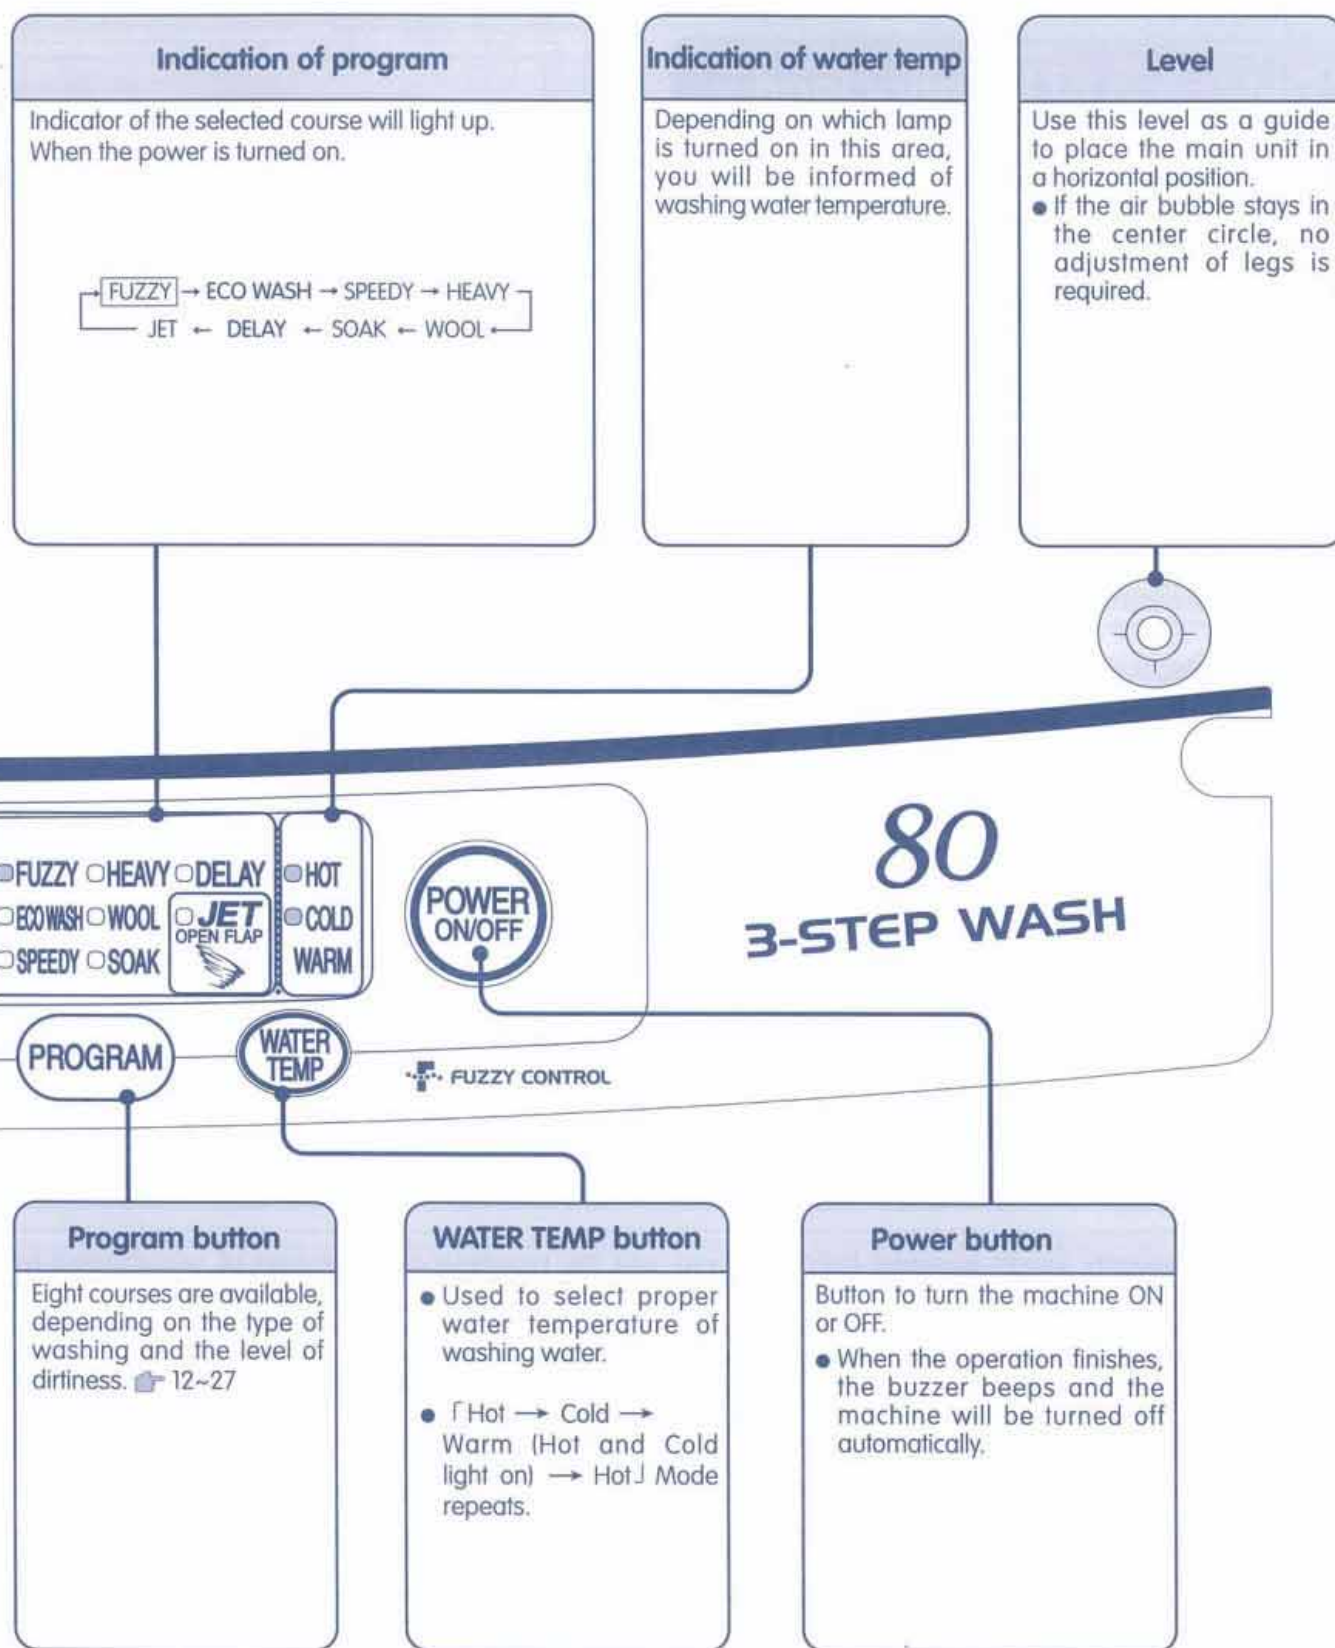 Indication of program
Indicator of the selected course will light up.
When the power is turned on.
FUZZY → ECO WASH → SPEEDY → HEAVY
JET ← DELAY ← SOAK ← WOOL
Indication of water temp
Depending on which lamp
is turned on in this area,
you will be informed of
washing water temperature.
Level
Use this level as a guide
to place the main unit in
a horizontal position.
● If the air bubble stays in
the center circle, no
adjustment of legs is
required.
FUZZY HEAVY DELAY
ECO WASH WOOL JET
OPEN FLAP
SPEEDY SOAK
HOT
COLD
WARM
POWER
ON/OFF
80
3-STEP WASH
PROGRAM
WATER
TEMP
FUZZY CONTROL
Program button
Eight courses are available,
depending on the type of
washing and the level of
dirtiness. 12~27
WATER TEMP button
● Used to select proper
water temperature of
washing water.
● 「Hot → Cold →
Warm (Hot and Cold
light on) → Hot」 Mode
repeats.
Power button
Button to turn the machine ON
or OFF.
● When the operation finishes,
the buzzer beeps and the
machine will be turned off
automatically.